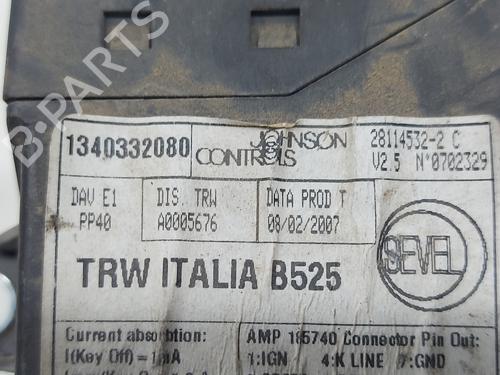 1340332080
JOHNSON CONTROLS
28114532-2 C
V2.5 N°0702329
DAV E1
PP40
DIS. TRW
A0005676
DATA PROD T
08/02/2007
SEVEL
TRW ITALIA B525
Current absorbtion:
I(Key Off)=1mA
AMP 185740 Connector Pin Out:
1:IGN 4:K LINE 7:GND